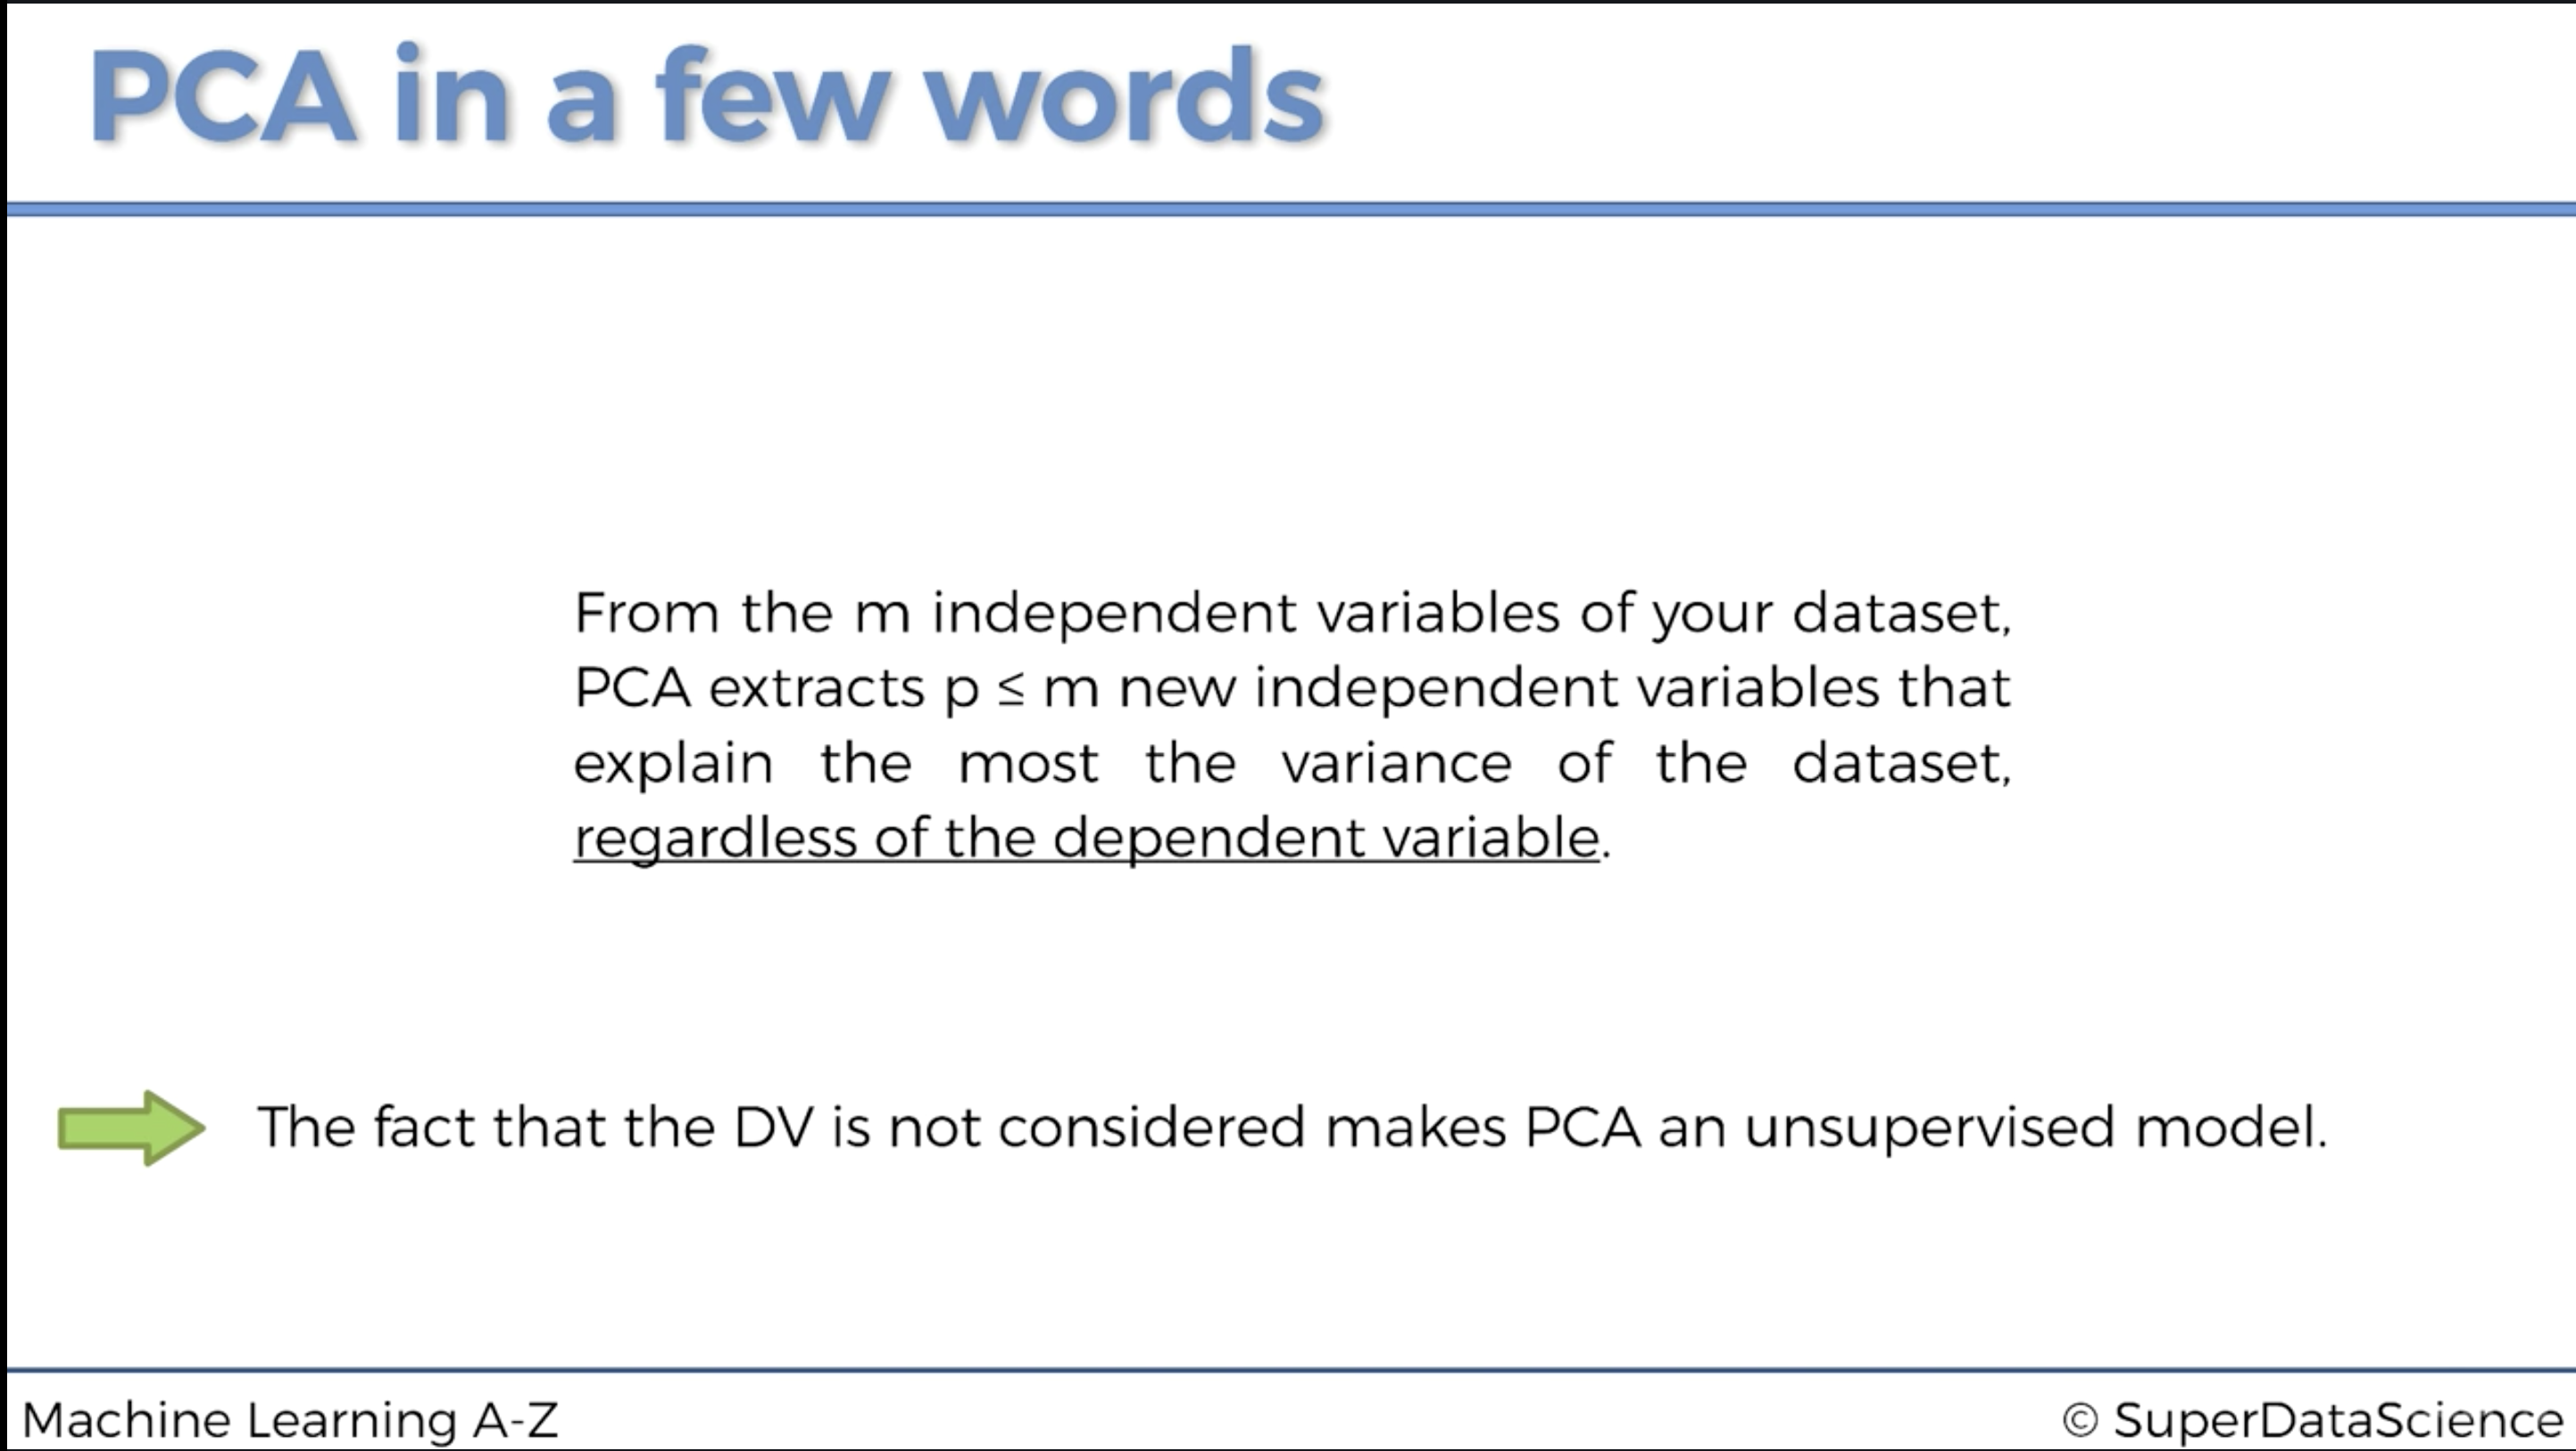 PCA in a few words
From the m independent variables of your dataset,
PCA extracts p ≤ m new independent variables that
explain the most the variance of the dataset,
regardless of the dependent variable.
The fact that the DV is not considered makes PCA an unsupervised model.
Machine Learning A-Z
© SuperDataScience